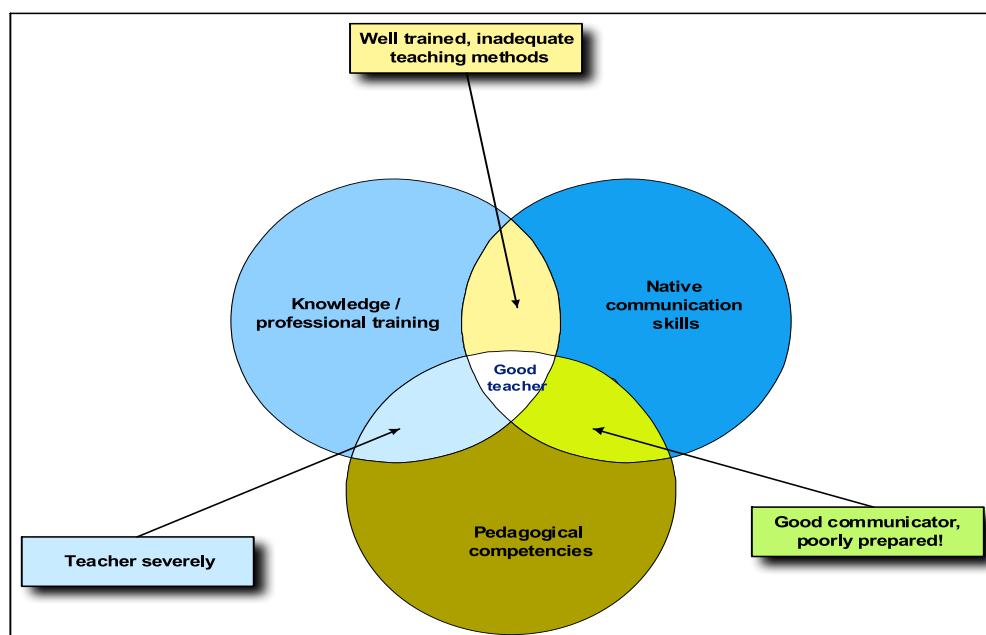 Well trained, inadequate
teaching methods
Knowledge /
professional training
Native
communication
skills
Good
teacher
Pedagogical
competencies
Teacher severely
Good communicator,
poorly prepared!